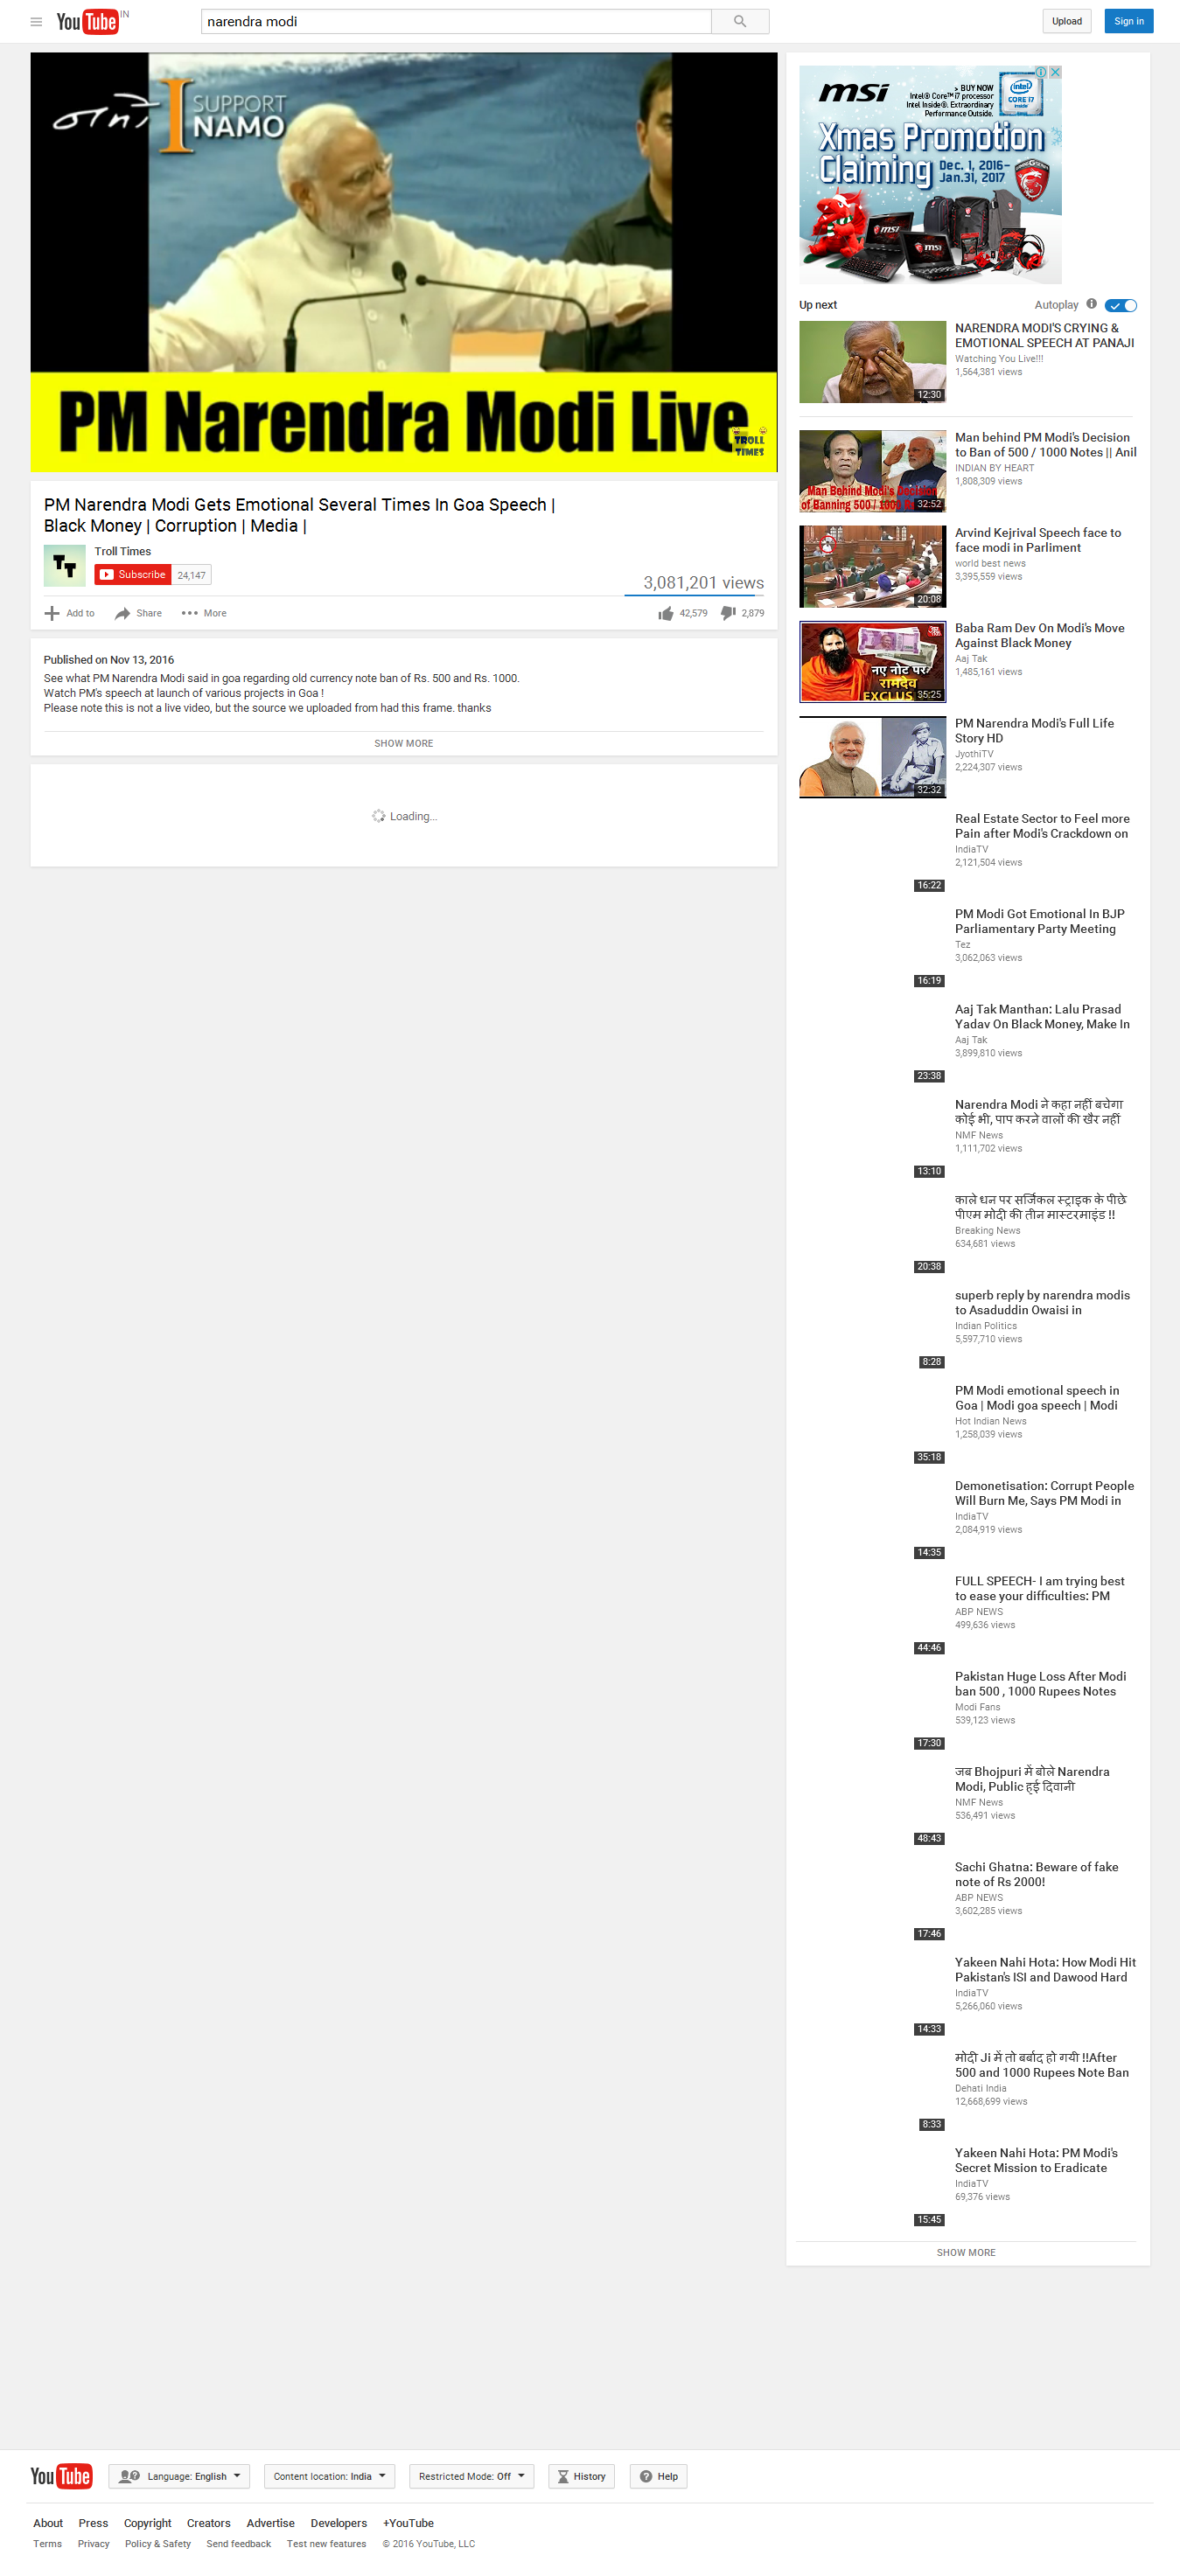 YouTube IN
narendra modi
Upload
Sign in
નમો I SUPPORT
NAMO
PM Narendra Modi Live
TROLL
TIMES
PM Narendra Modi Gets Emotional Several Times In Goa Speech |
Black Money | Corruption | Media |
TT
Troll Times
Subscribe 24,147
3,081,201 views
Add to Share More
42,579 2,879
Published on Nov 13, 2016
See what PM Narendra Modi said in goa regarding old currency note ban of Rs. 500 and Rs. 1000.
Watch PM's speech at launch of various projects in Goa !
Please note this is not a live video, but the source we uploaded from had this frame. thanks
SHOW MORE
Loading...
msi
> BUY NOW
Intel® Core™ i7 processor
Intel Inside®. Extraordinary
Performance Outside.
intel inside
CORE i7
Xmas Promotion
Claiming
Dec. 1, 2016-
Jan.31, 2017
Up next
Autoplay
NARENDRA MODI'S CRYING &
EMOTIONAL SPEECH AT PANAJI
Watching You Live!!!
1,564,381 views
12:30
Man behind PM Modi's Decision
to Ban of 500 / 1000 Notes || Anil
INDIAN BY HEART
1,808,309 views
Man Behind Modi's Decision
of Banning 500 / 1000
32:52
Arvind Kejrival Speech face to
face modi in Parliment
world best news
3,395,559 views
20:08
Baba Ram Dev On Modi's Move
Against Black Money
Aaj Tak
1,485,161 views
नए नोट पर
रामदेव
EXCLUS
35:25
PM Narendra Modi's Full Life
Story HD
JyothiTV
2,224,307 views
32:32
Real Estate Sector to Feel more
Pain after Modi's Crackdown on
IndiaTV
2,121,504 views
16:22
PM Modi Got Emotional In BJP
Parliamentary Party Meeting
Tez
3,062,063 views
16:19
Aaj Tak Manthan: Lalu Prasad
Yadav On Black Money, Make In
Aaj Tak
3,899,810 views
23:38
Narendra Modi ने कहा नहीं बचेगा
कोई भी, पाप करने वालों की खैर नहीं
NMF News
1,111,702 views
13:10
काले धन पर सर्जिकल स्ट्राइक के पीछे
पीएम मोदी की तीन मास्टरमाइंड !!
Breaking News
634,681 views
20:38
superb reply by narendra modis
to Asaduddin Owaisi in
Indian Politics
5,597,710 views
8:28
PM Modi emotional speech in
Goa | Modi goa speech | Modi
Hot Indian News
1,258,039 views
35:18
Demonetisation: Corrupt People
Will Burn Me, Says PM Modi in
IndiaTV
2,084,919 views
14:35
FULL SPEECH- I am trying best
to ease your difficulties: PM
ABP NEWS
499,636 views
44:46
Pakistan Huge Loss After Modi
ban 500 , 1000 Rupees Notes
Modi Fans
539,123 views
17:30
जब Bhojpuri में बोले Narendra
Modi, Public हुई दिवानी
NMF News
536,491 views
48:43
Sachi Ghatna: Beware of fake
note of Rs 2000!
ABP NEWS
3,602,285 views
17:46
Yakeen Nahi Hota: How Modi Hit
Pakistan's ISI and Dawood Hard
IndiaTV
5,266,060 views
14:33
मोदी Ji में तो बर्बाद हो गयी !!After
500 and 1000 Rupees Note Ban
Dehati India
12,668,699 views
8:33
Yakeen Nahi Hota: PM Modi's
Secret Mission to Eradicate
IndiaTV
69,376 views
15:45
SHOW MORE
YouTube Language: English Content location: India Restricted Mode: Off History Help
About Press Copyright Creators Advertise Developers +YouTube
Terms Privacy Policy & Safety Send feedback Test new features © 2016 YouTube, LLC